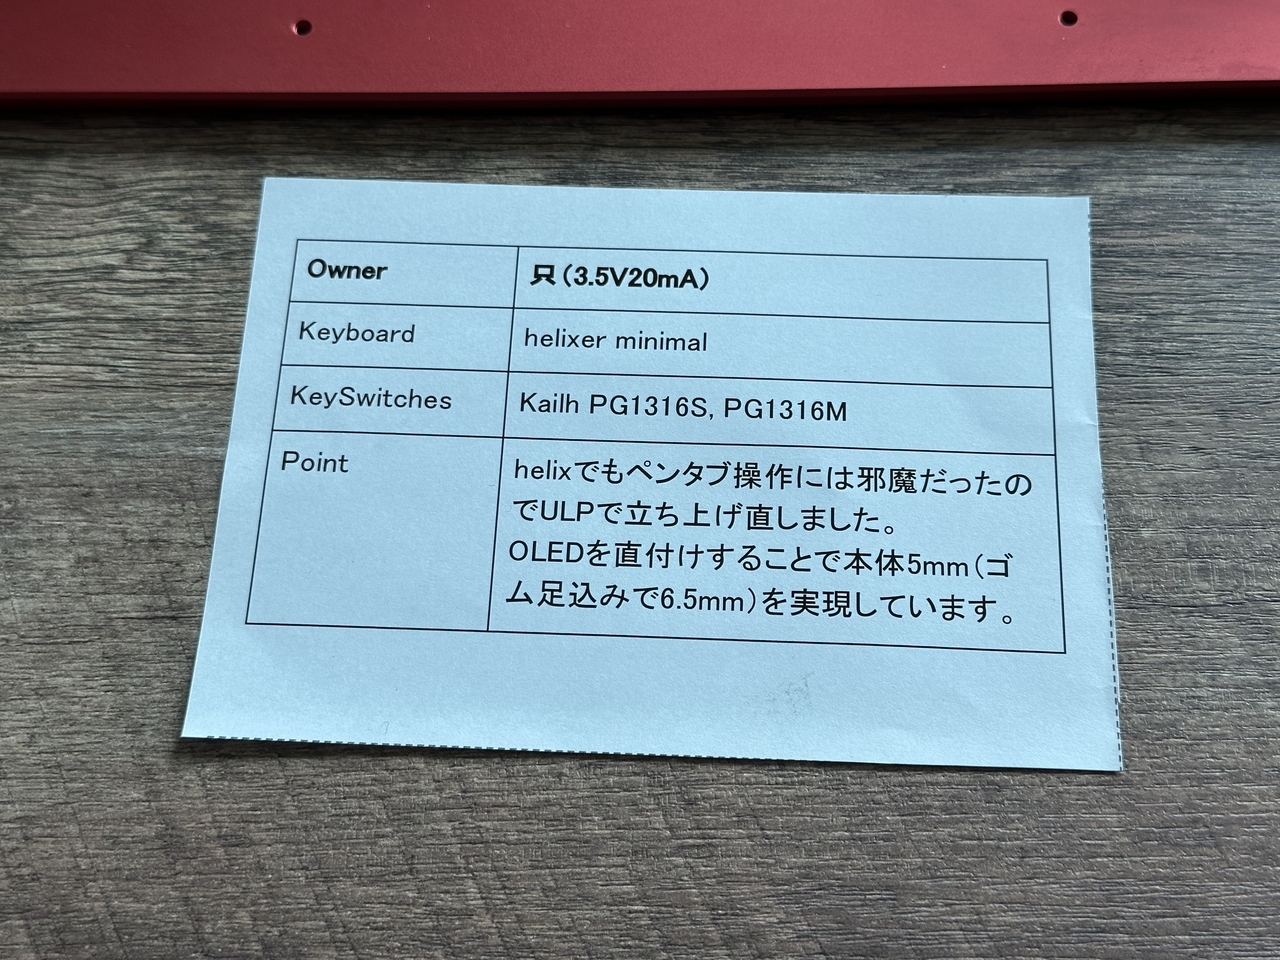 Owner 只（3.5V20mA）
Keyboard helixer minimal
KeySwitches Kailh PG1316S, PG1316M
Point helixでもペンタブ操作には邪魔だったの
でULPで立ち上げ直しました。
OLEDを直付けすることで本体5mm（ゴ
ム足込みで6.5mm）を実現しています。